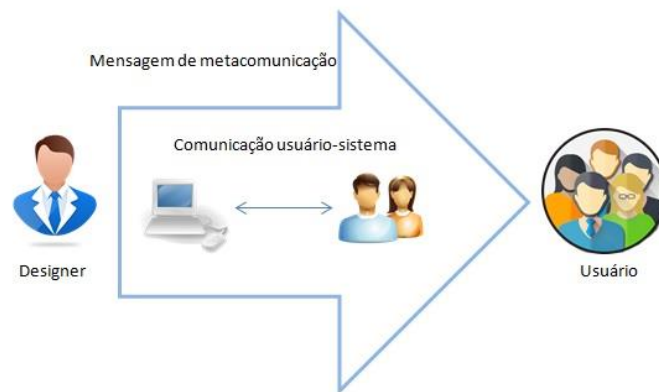 Mensagem de metacomunicação
Comunicação usuário-sistema
Designer
Usuário